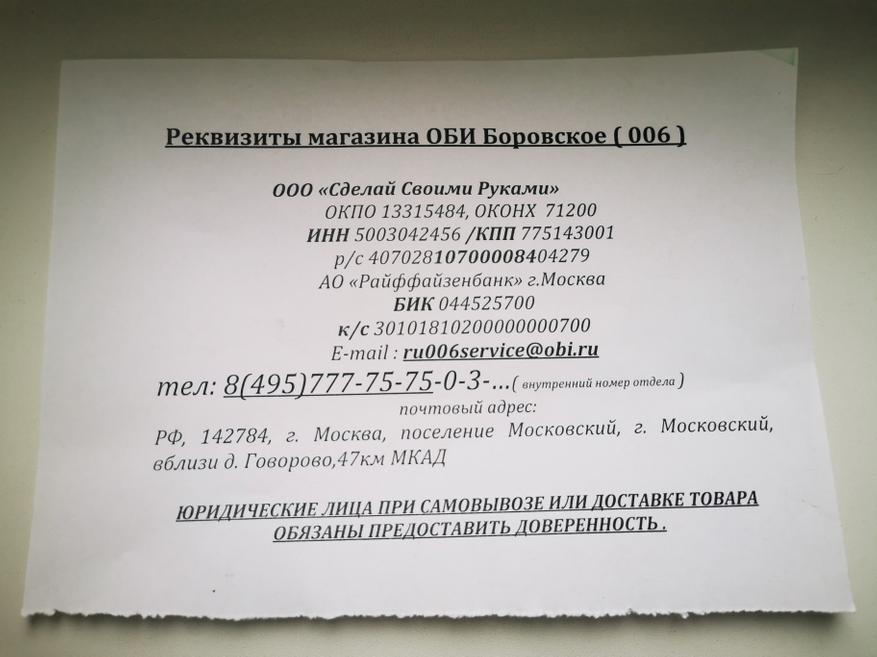 Реквизиты магазина ОБИ Боровское ( 006 )
ООО «Сделай Своими Руками»
ОКПО 13315484, ОКОНХ 71200
ИНН 5003042456 /КПП 775143001
р/с 40702810700008404279
АО «Райффайзенбанк» г.Москва
БИК 044525700
к/с 30101810200000000700
E-mail : ru006service@obi.ru
тел: 8(495)777-75-75-0-3-...( внутренний номер отдела )
почтовый адрес:
РФ, 142784, г. Москва, поселение Московский, г. Московский,
вблизи д. Говорово,47км МКАД
ЮРИДИЧЕСКИЕ ЛИЦА ПРИ САМОВЫВОЗЕ ИЛИ ДОСТАВКЕ ТОВАРА
ОБЯЗАНЫ ПРЕДОСТАВИТЬ ДОВЕРЕННОСТЬ .